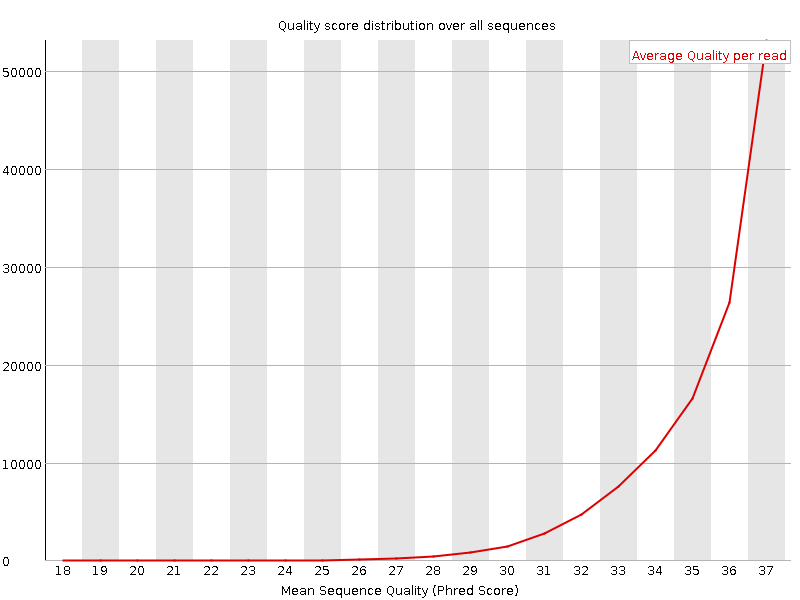 Quality score distribution over all sequences
Average Quality per read
50000
40000
30000
20000
10000
0
18 19 20 21 22 23 24 25 26 27 28 29 30 31 32 33 34 35 36 37
Mean Sequence Quality (Phred Score)